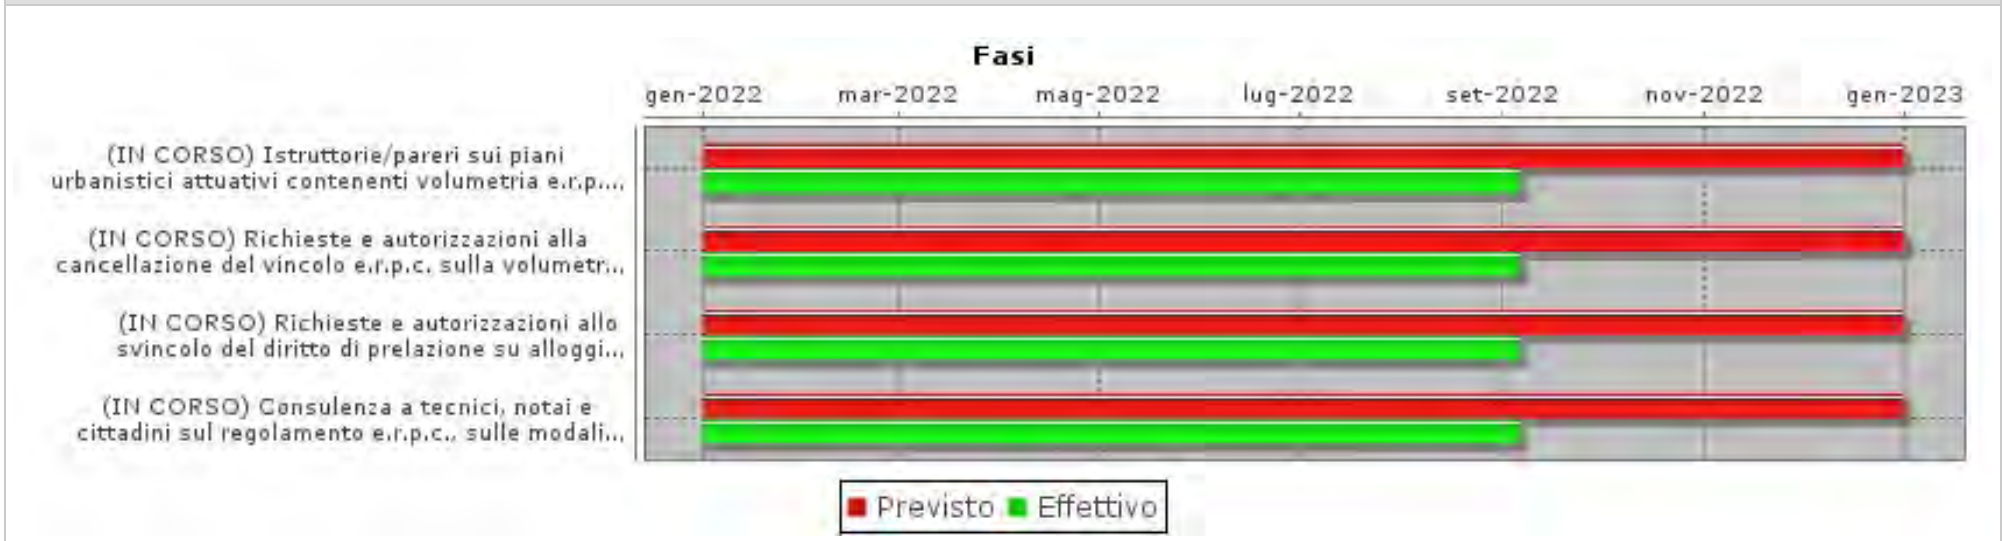 Fasi
gen-2022 mar-2022 mag-2022 lug-2022 set-2022 nov-2022 gen-2023
(IN CORSO) Istruttorie/pareri sui piani
urbanistici attuativi contenenti volumetria e.r.p....
(IN CORSO) Richieste e autorizzazioni alla
cancellazione del vincolo e.r.p.c. sulla volumetr...
(IN CORSO) Richieste e autorizzazioni allo
svincolo del diritto di prelazione su alloggi...
(IN CORSO) Consulenza a tecnici, notai e
cittadini sul regolamento e.r.p.c., sulle modali...
Previsto Effettivo